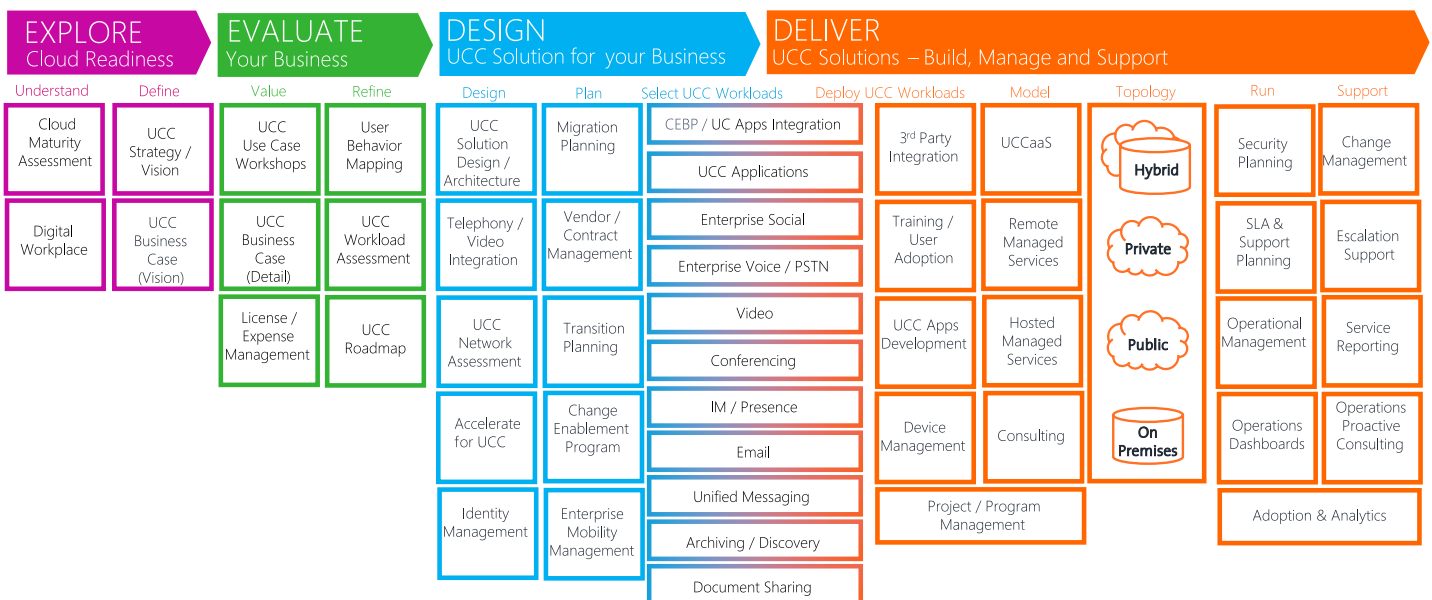 EXPLORE
Cloud Readiness
EVALUATE
Your Business
DESIGN
UCC Solution for your Business
DELIVER
UCC Solutions – Build, Manage and Support
Understand
Define
Value
Refine
Design
Plan
Select UCC Workloads
Deploy UCC Workloads
Model
Topology
Run
Support
Cloud
Maturity
Assessment
Digital
Workplace
UCC
Strategy /
Vision
UCC
Business
Case
(Vision)
UCC
Use Case
Workshops
UCC
Business
Case
(Detail)
License /
Expense
Management
User
Behavior
Mapping
UCC
Workload
Assessment
UCC
Roadmap
UCC
Solution
Design /
Architecture
Telephony /
Video
Integration
UCC
Network
Assessment
Accelerate
for UCC
Identity
Management
Migration
Planning
Vendor /
Contract
Management
Transition
Planning
Change
Enablement
Program
Enterprise
Mobility
Management
CEBP / UC Apps Integration
UCC Applications
Enterprise Social
Enterprise Voice / PSTN
Video
Conferencing
IM / Presence
Email
Unified Messaging
Archiving / Discovery
Document Sharing
3rd Party
Integration
Training /
User
Adoption
UCC Apps
Development
Device
Management
UCCaaS
Remote
Managed
Services
Hosted
Managed
Services
Consulting
Project / Program
Management
Hybrid
Private
Public
On
Premises
Security
Planning
SLA &
Support
Planning
Operational
Management
Operations
Dashboards
Change
Management
Escalation
Support
Service
Reporting
Operations
Proactive
Consulting
Adoption & Analytics